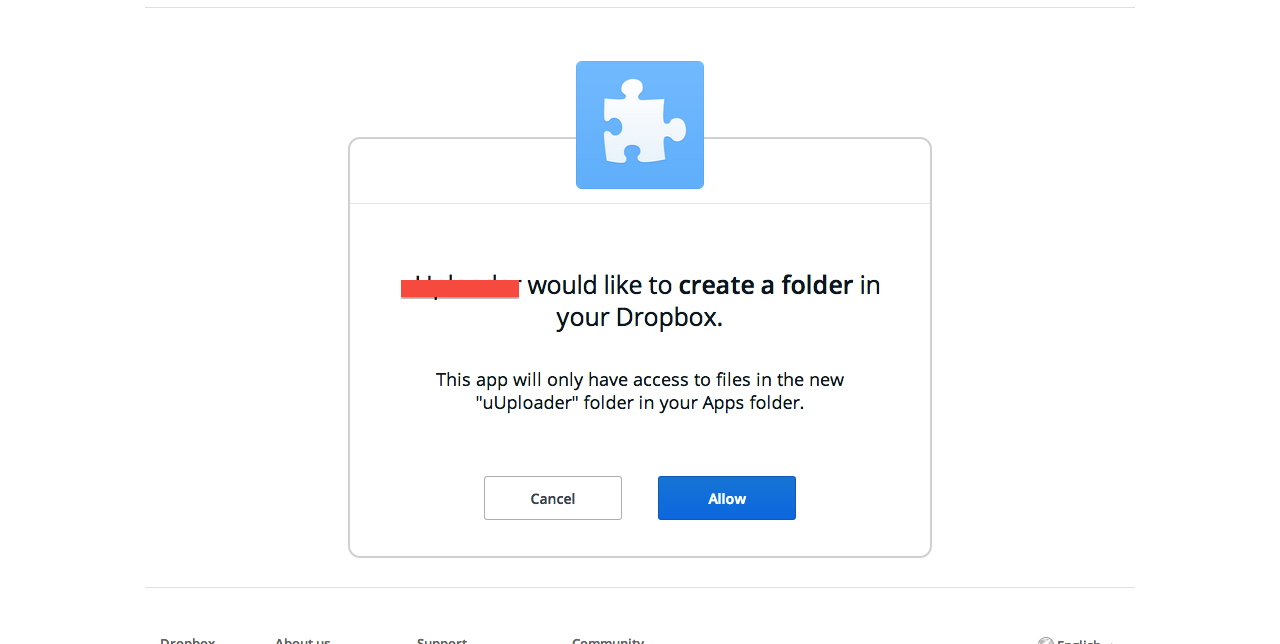 would like to create a folder in
your Dropbox.
This app will only have access to files in the new
"uUploader" folder in your Apps folder.
Cancel
Allow
Dropbox
About us
Support
Community
English